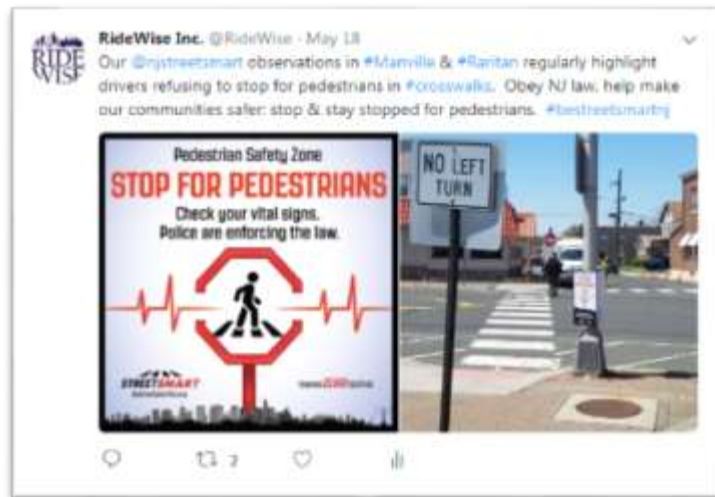 RideWise Inc. @RideWise - May 18
Our @njstreetsmart observations in #Manville & #Raritan regularly highlight
drivers refusing to stop for pedestrians in #crosswalks. Obey NJ law, help make
our communities safer: stop & stay stopped for pedestrians. #bestreetsmartnj
RIDE
WISE
Pedestrian Safety Zone
STOP FOR PEDESTRIANS
Check your vital signs.
Police are enforcing the law.
STREETSMART
NO LEFT
TURN